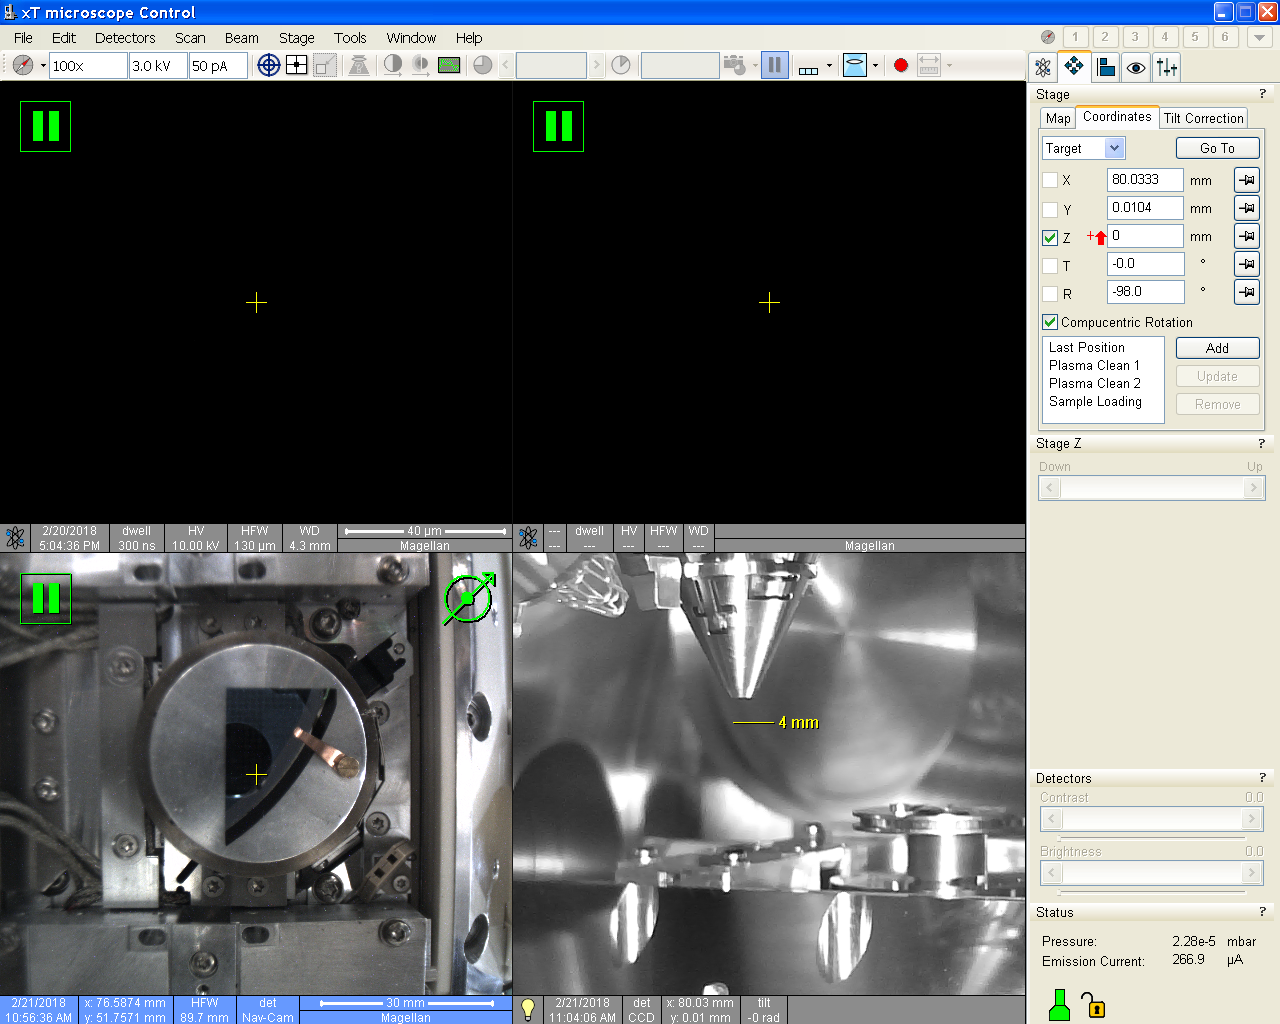 xT microscope Control
File Edit Detectors Scan Beam Stage Tools Window Help
1 2 3 4 5 6
100x 3.0 kV 50 pA
Stage ?
Map Coordinates Tilt Correction
Target Go To
X 80.0333 mm
Y 0.0104 mm
Z + 0 mm
T -0.0 °
R -98.0 °
Compucentric Rotation
Last Position
Plasma Clean 1
Plasma Clean 2
Sample Loading
Add
Update
Remove
Stage Z ?
Down Up
2/20/2018 dwell HV HFW WD 40 µm
5:04:36 PM 300 ns 10.00 kV 130 µm 4.3 mm Magellan
--- dwell HV HFW WD
--- --- --- --- --- Magellan
4 mm
Detectors ?
Contrast 0.0
Brightness 0.0
Status ?
Pressure: 2.28e-5 mbar
Emission Current: 266.9 µA
2/21/2018 x: 76.5874 mm HFW det 30 mm
10:56:36 AM y: 51.7571 mm 89.7 mm Nav-Cam Magellan
2/21/2018 det x: 80.03 mm tilt
11:04:06 AM CCD y: 0.01 mm -0 rad